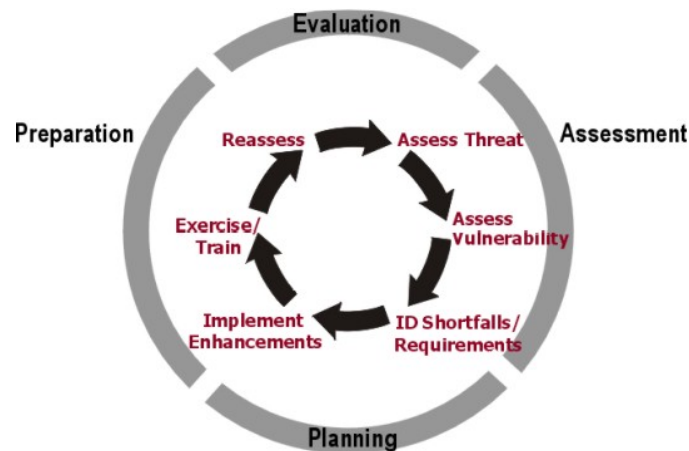 Evaluation
Preparation
Assessment
Reassess
Assess Threat
Exercise/
Train
Assess
Vulnerability
Implement
Enhancements
ID Shortfalls/
Requirements
Planning